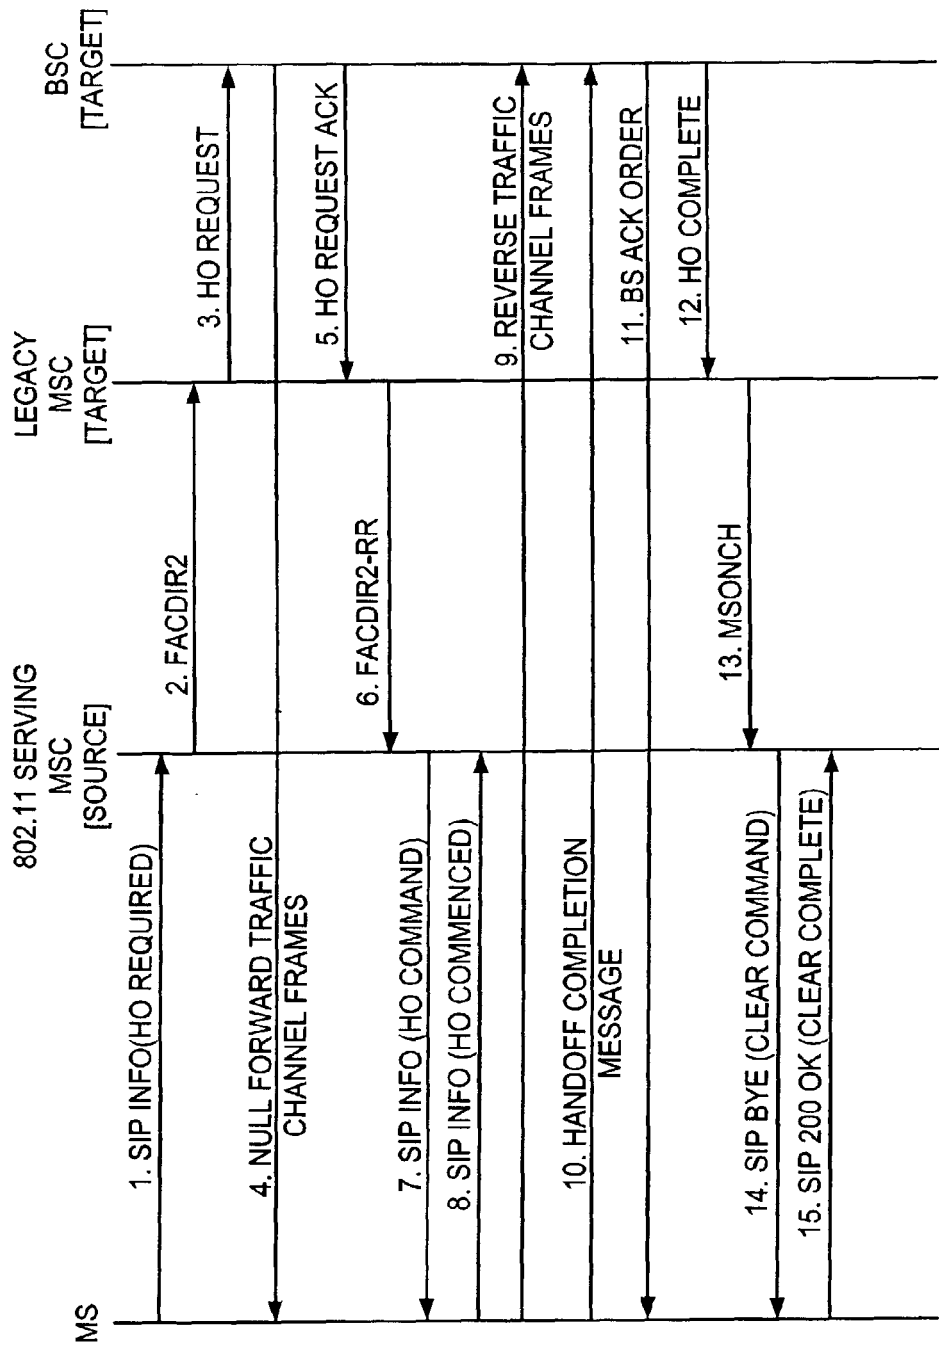 MS
802.11 SERVING
MSC
[SOURCE]
LEGACY
MSC
[TARGET]
BSC
[TARGET]
1. SIP INFO(HO REQUIRED)
2. FACDIR2
3. HO REQUEST
4. NULL FORWARD TRAFFIC
CHANNEL FRAMES
5. HO REQUEST ACK
6. FACDIR2-RR
7. SIP INFO (HO COMMAND)
8. SIP INFO (HO COMMENCED)
9. REVERSE TRAFFIC
CHANNEL FRAMES
10. HANDOFF COMPLETION
MESSAGE
11. BS ACK ORDER
12. HO COMPLETE
13. MSONCH
14. SIP BYE (CLEAR COMMAND)
15. SIP 200 OK (CLEAR COMPLETE)